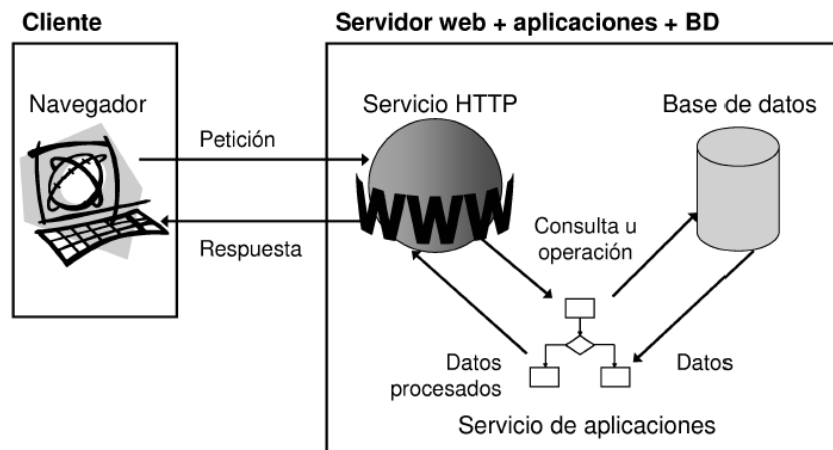 Cliente
Servidor web + aplicaciones + BD
Navegador
Servicio HTTP
Base de datos
Petición
WWW
Respuesta
Consulta u
operación
Datos
procesados
Datos
Servicio de aplicaciones